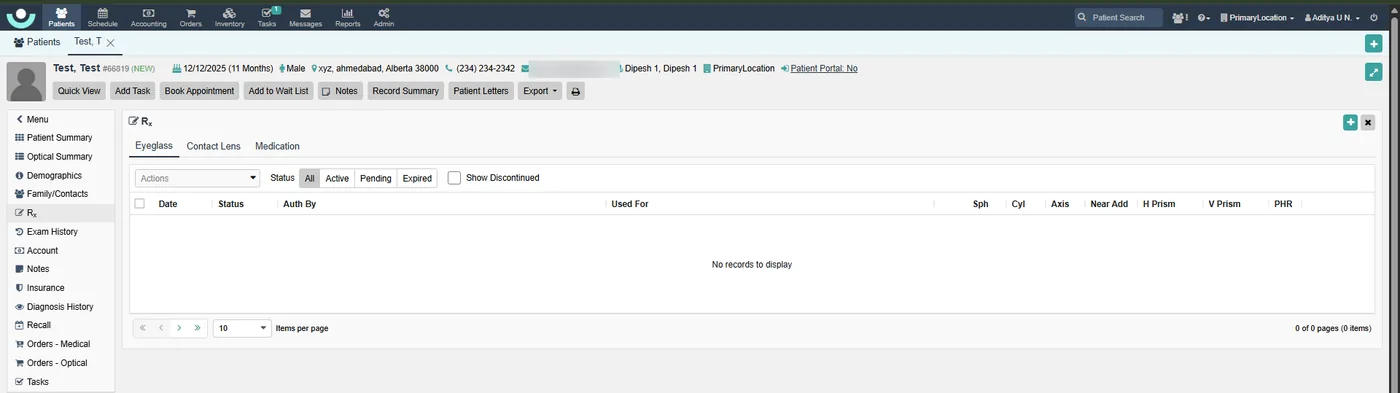 Patients Schedule Accounting Orders Inventory Tasks 1 Messages Reports Admin Patient Search ! ? PrimaryLocation Aditya U N.
Patients Test, T
Test, Test #66819 (NEW) 12/12/2025 (11 Months) Male xyz, ahmedabad, Alberta 38000 (234) 234-2342 Dipesh 1, Dipesh 1 PrimaryLocation Patient Portal: No
Quick View Add Task Book Appointment Add to Wait List Notes Record Summary Patient Letters Export
Menu
Patient Summary
Optical Summary
Demographics
Family/Contacts
Rx
Exam History
Account
Notes
Insurance
Diagnosis History
Recall
Orders - Medical
Orders - Optical
Tasks
Rx
Eyeglass Contact Lens Medication
Actions Status All Active Pending Expired Show Discontinued
Date Status Auth By Used For Sph Cyl Axis Near Add H Prism V Prism PHR
No records to display
10 Items per page 0 of 0 pages (0 items)